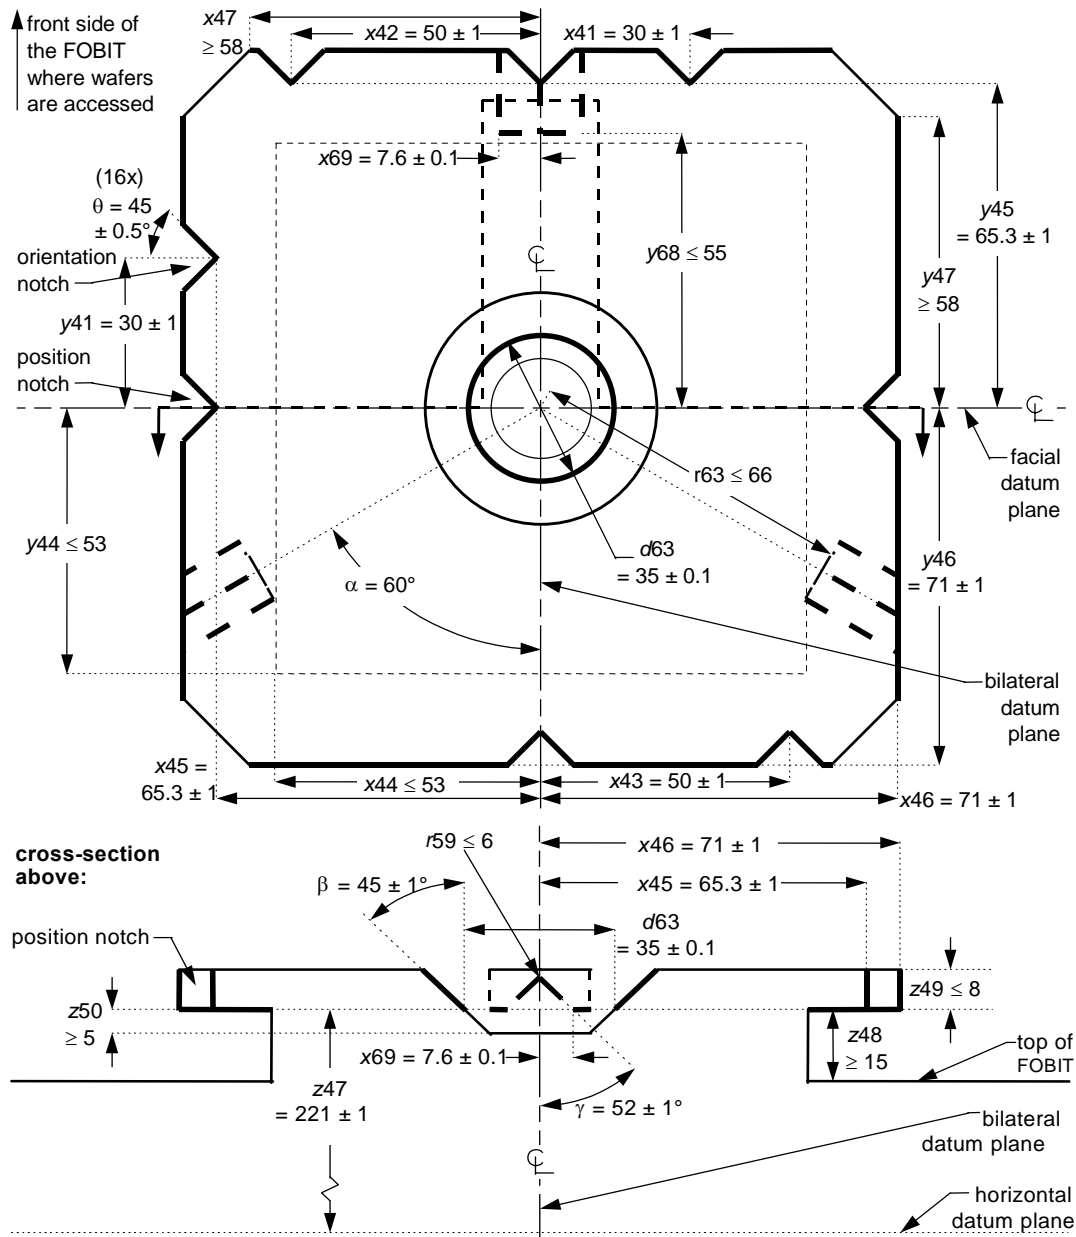 front side of
the FOBIT
where wafers
are accessed
x47
≥ 58
x42 = 50 ± 1
x41 = 30 ± 1
x69 = 7.6 ± 0.1
(16x)
θ = 45
± 0.5°
orientation
notch
y41 = 30 ± 1
position
notch
y68 ≤ 55
y45
= 65.3 ± 1
y47
≥ 58
℄
℄
facial
datum
plane
r63 ≤ 66
y44 ≤ 53
d63
= 35 ± 0.1
α = 60°
y46
= 71 ± 1
bilateral
datum
plane
x45 =
65.3 ± 1
x44 ≤ 53
x43 = 50 ± 1
x46 = 71 ± 1
cross-section
above:
r59 ≤ 6
x46 = 71 ± 1
β = 45 ± 1°
x45 = 65.3 ± 1
position notch
d63
= 35 ± 0.1
z49 ≤ 8
z50
≥ 5
z48
≥ 15
top of
FOBIT
x69 = 7.6 ± 0.1
z47
= 221 ± 1
γ = 52 ± 1°
bilateral
datum plane
℄
horizontal
datum plane